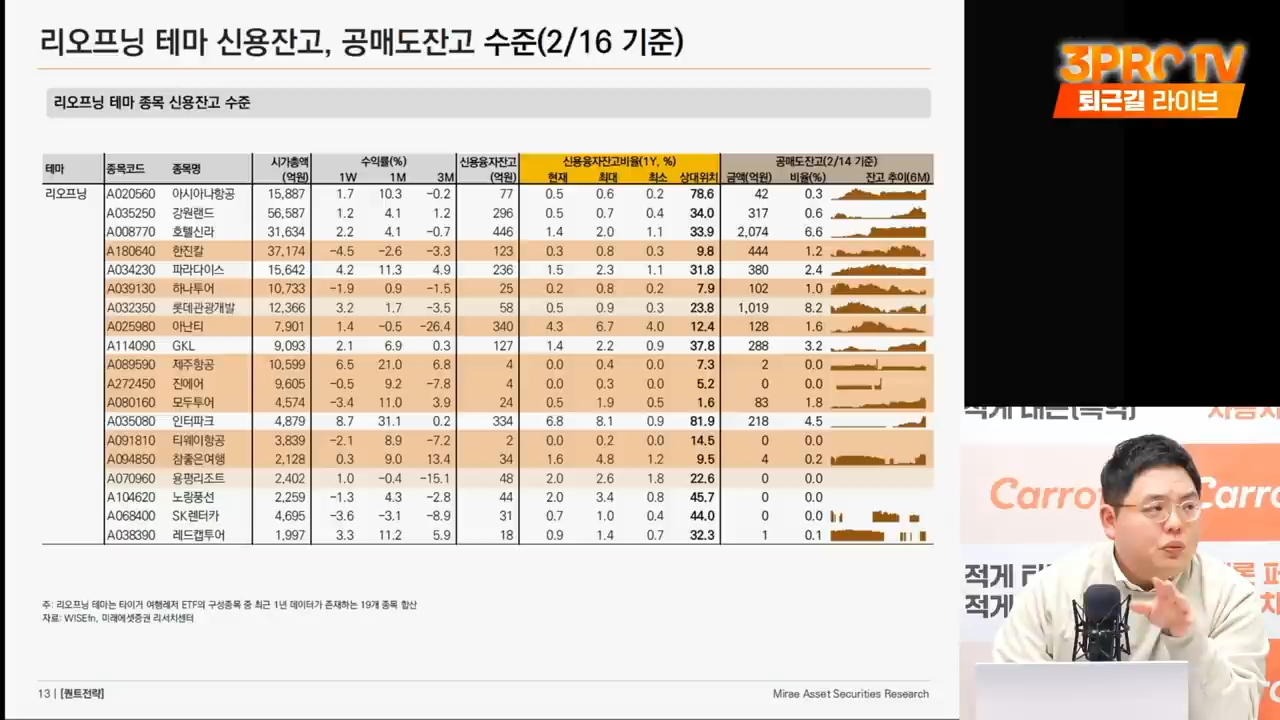 리오프닝 테마 신용잔고, 공매도잔고 수준(2/16 기준)
3PRO TV
퇴근길 라이브
리오프닝 테마 종목 신용잔고 수준
테마 종목코드 종목명 시가총액 (억원) 수익률(%) 1W 1M 3M 신용융자잔고 (억원) 신용융자잔고비율(1Y, %) 현재 최대 최소 상대위치 공매도잔고(2/14 기준) 금액(억원) 비율(%) 잔고 추이(6M)
리오프닝 A020560 아시아나항공 15,887 1.7 10.3 −0.2 77 0.5 0.6 0.2 78.6 42 0.3
A035250 강원랜드 56,587 1.2 4.1 1.2 296 0.5 0.7 0.4 34.0 317 0.6
A008770 호텔신라 31,634 2.2 4.1 −0.7 446 1.4 2.0 1.1 33.9 2,074 6.6
A180640 한진칼 37,174 −4.5 −2.6 −3.3 123 0.3 0.8 0.3 9.8 444 1.2
A034230 파라다이스 15,642 4.2 11.3 4.9 236 1.5 2.3 1.1 31.8 380 2.4
A039130 하나투어 10,733 −1.9 0.9 −1.5 25 0.2 0.8 0.2 7.9 102 1.0
A032350 롯데관광개발 12,366 3.2 1.7 −3.5 58 0.5 0.9 0.3 23.8 1,019 8.2
A025980 아난티 7,901 1.4 −0.5 −26.4 340 4.3 6.7 4.0 12.4 128 1.6
A114090 GKL 9,093 2.1 6.9 0.3 127 1.4 2.2 0.9 37.8 288 3.2
A089590 제주항공 10,599 6.5 21.0 6.8 4 0.0 0.4 0.0 7.3 2 0.0
A272450 진에어 9,605 −0.5 9.2 −7.8 4 0.0 0.3 0.0 5.2 0 0.0
A080160 모두투어 4,574 −3.4 11.0 3.9 24 0.5 1.9 0.5 1.6 83 1.8
A035080 인터파크 4,879 8.7 31.1 0.2 334 6.8 8.1 0.9 81.9 218 4.5
A091810 티웨이항공 3,839 −2.1 8.9 −7.2 2 0.0 0.2 0.0 14.5 0 0.0
A094850 참좋은여행 2,128 0.3 9.0 13.4 34 1.6 4.8 1.2 9.5 4 0.2
A070960 용평리조트 2,402 1.0 −0.4 −15.1 48 2.0 2.6 1.8 22.6 0 0.0
A104620 노랑풍선 2,259 −1.3 4.3 −2.8 44 2.0 3.4 0.8 45.7 0 0.0
A068400 SK렌터카 4,695 −3.6 −3.1 −8.9 31 0.7 1.0 0.4 44.0 0 0.0
A038390 레드캡투어 1,997 3.3 11.2 5.9 18 0.9 1.4 0.7 32.3 1 0.1
주: 리오프닝 테마는 타이거 여행레저 ETF의 구성종목 중 최근 1년 데이터가 존재하는 19개 종목 합산
자료: WISEfn, 미래에셋증권 리서치센터
13 | [퀀트전략]
Mirae Asset Securities Research
Carro
Carro
적게
적게